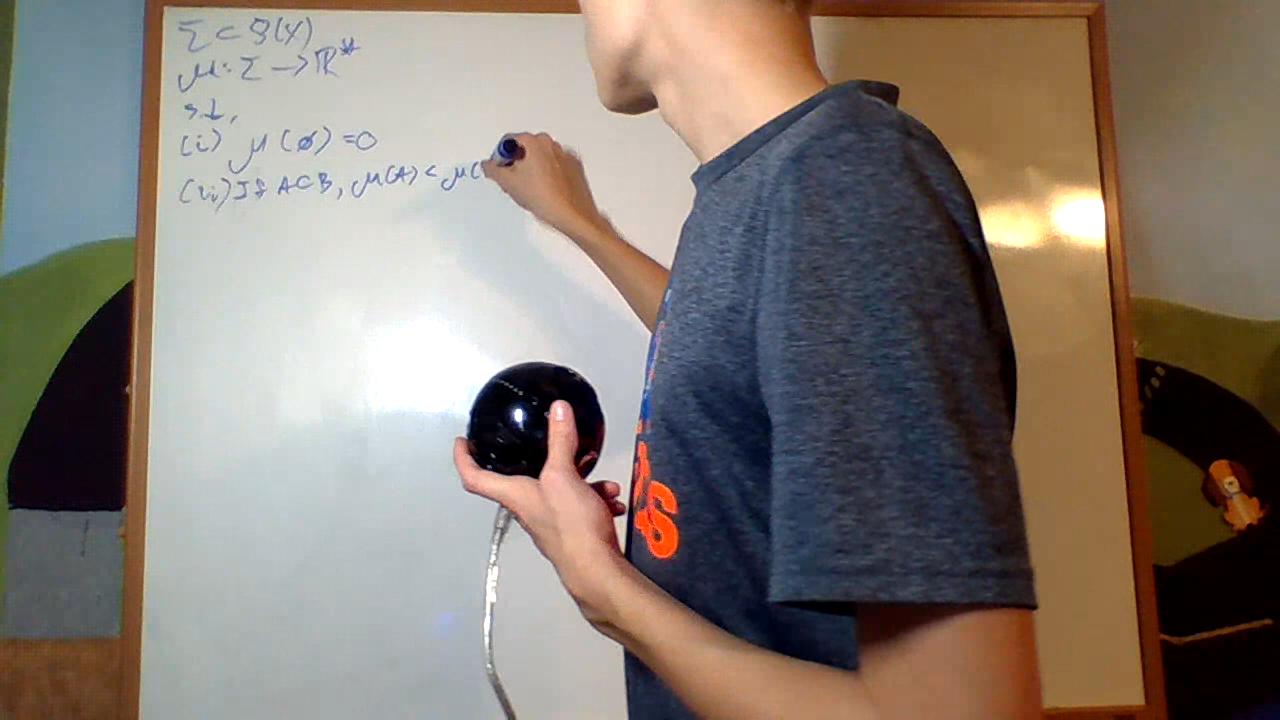 Σ ⊂ P(X)
μ: Σ → ℝ*
s.t.
(i) μ(∅) = 0
(ii) If A ⊂ B, μ(A) < μ(